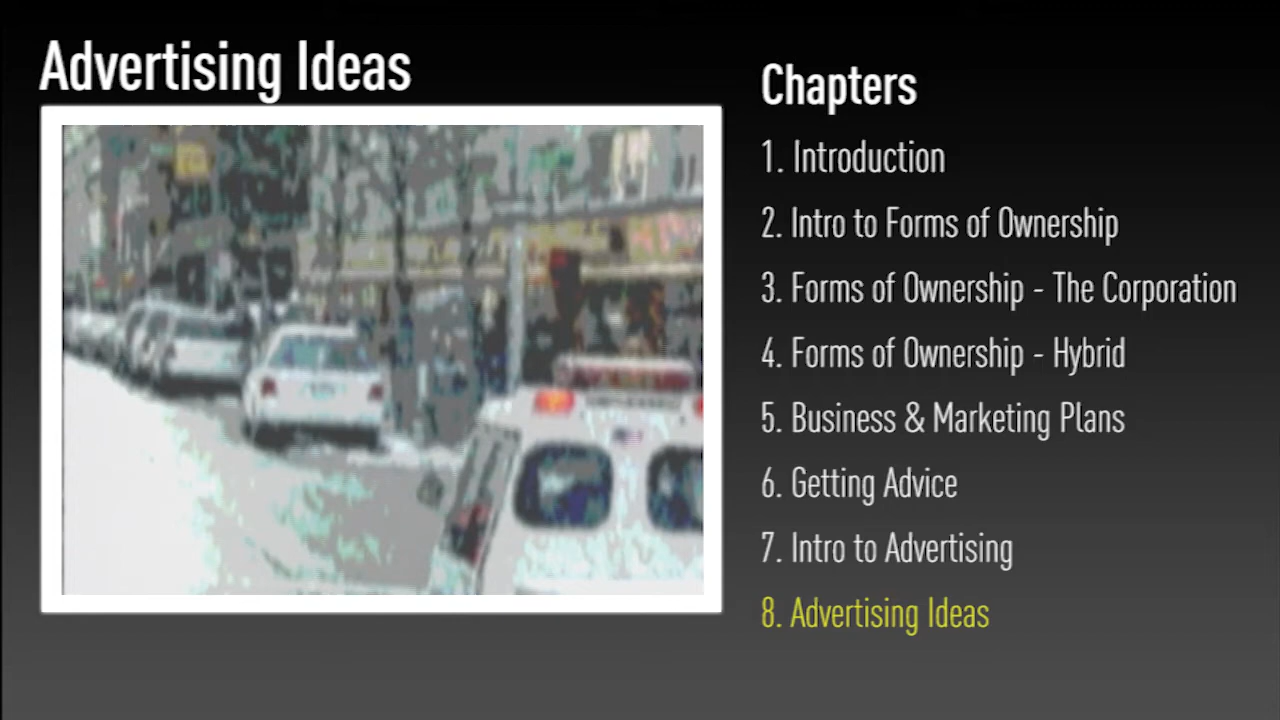 Advertising Ideas
Chapters
1. Introduction
2. Intro to Forms of Ownership
3. Forms of Ownership - The Corporation
4. Forms of Ownership - Hybrid
5. Business & Marketing Plans
6. Getting Advice
7. Intro to Advertising
8. Advertising Ideas